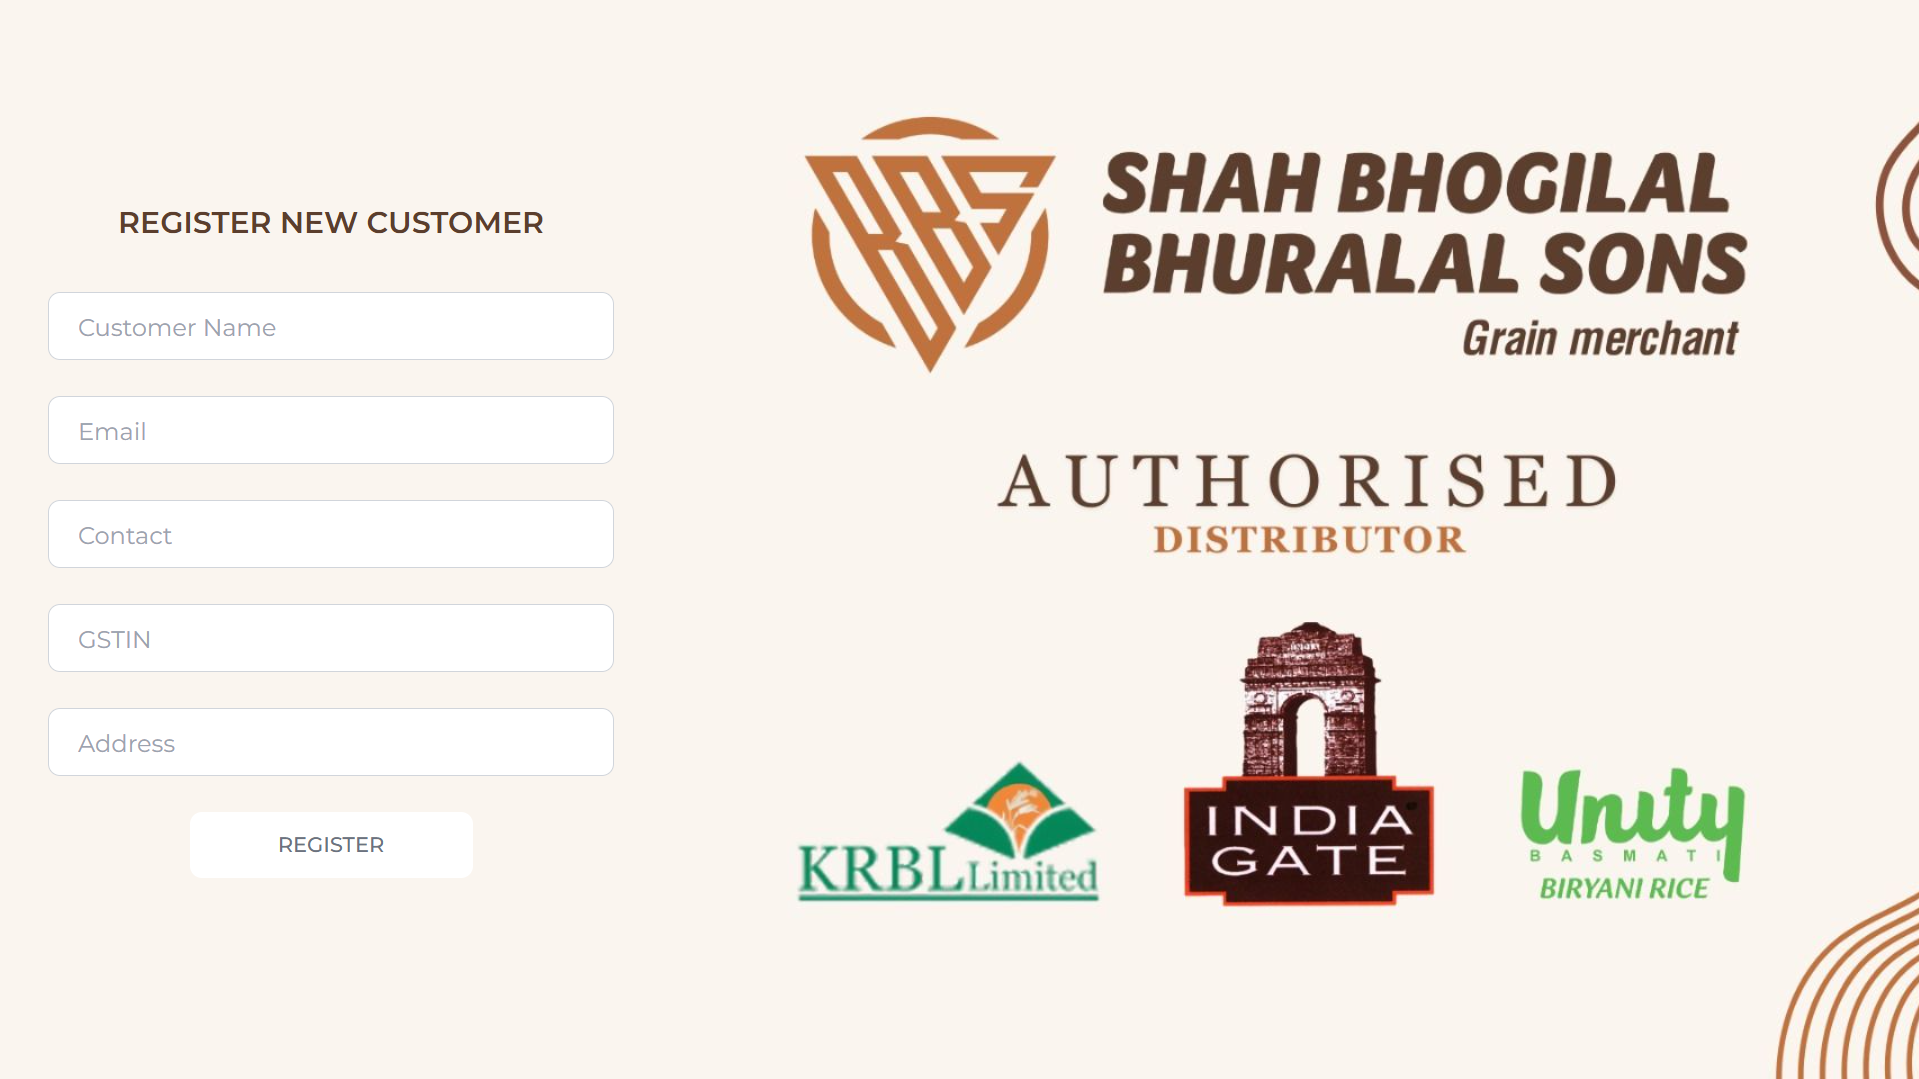 REGISTER NEW CUSTOMER
Customer Name
Email
Contact
GSTIN
Address
REGISTER
RBS
SHAH BHOGILAL
BHURALAL SONS
Grain merchant
AUTHORISED
DISTRIBUTOR
KRBL Limited
INDIA
GATE
Unity
BASMATI
BIRYANI RICE